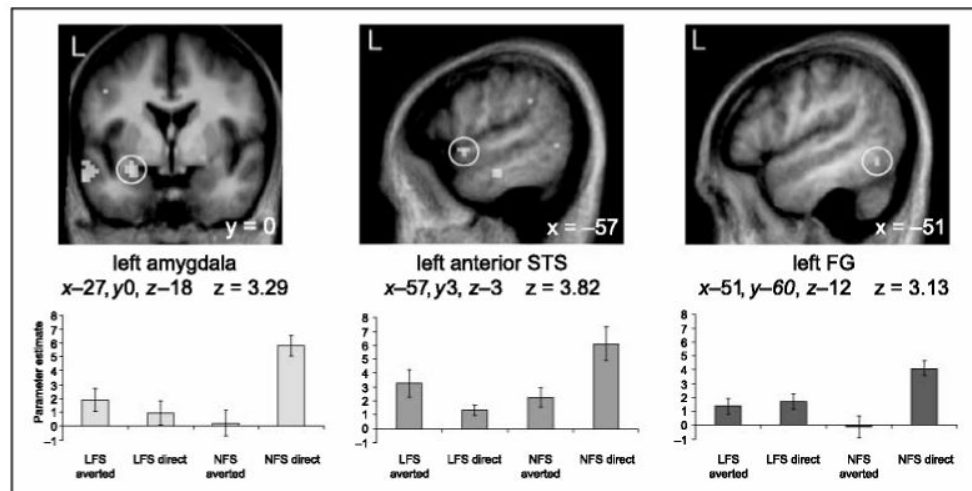 L
y = 0
L
x = –57
L
x = –51
left amygdala
x–27, y0, z–18 z = 3.29
left anterior STS
x–57, y3, z–3 z = 3.82
left FG
x–51, y–60, z–12 z = 3.13
Parameter estimate
8
7
6
5
4
3
2
1
0
–1
LFS averted
LFS direct
NFS averted
NFS direct
8
7
6
5
4
3
2
1
0
–1
LFS averted
LFS direct
NFS averted
NFS direct
8
7
6
5
4
3
2
1
0
–1
LFS averted
LFS direct
NFS averted
NFS direct